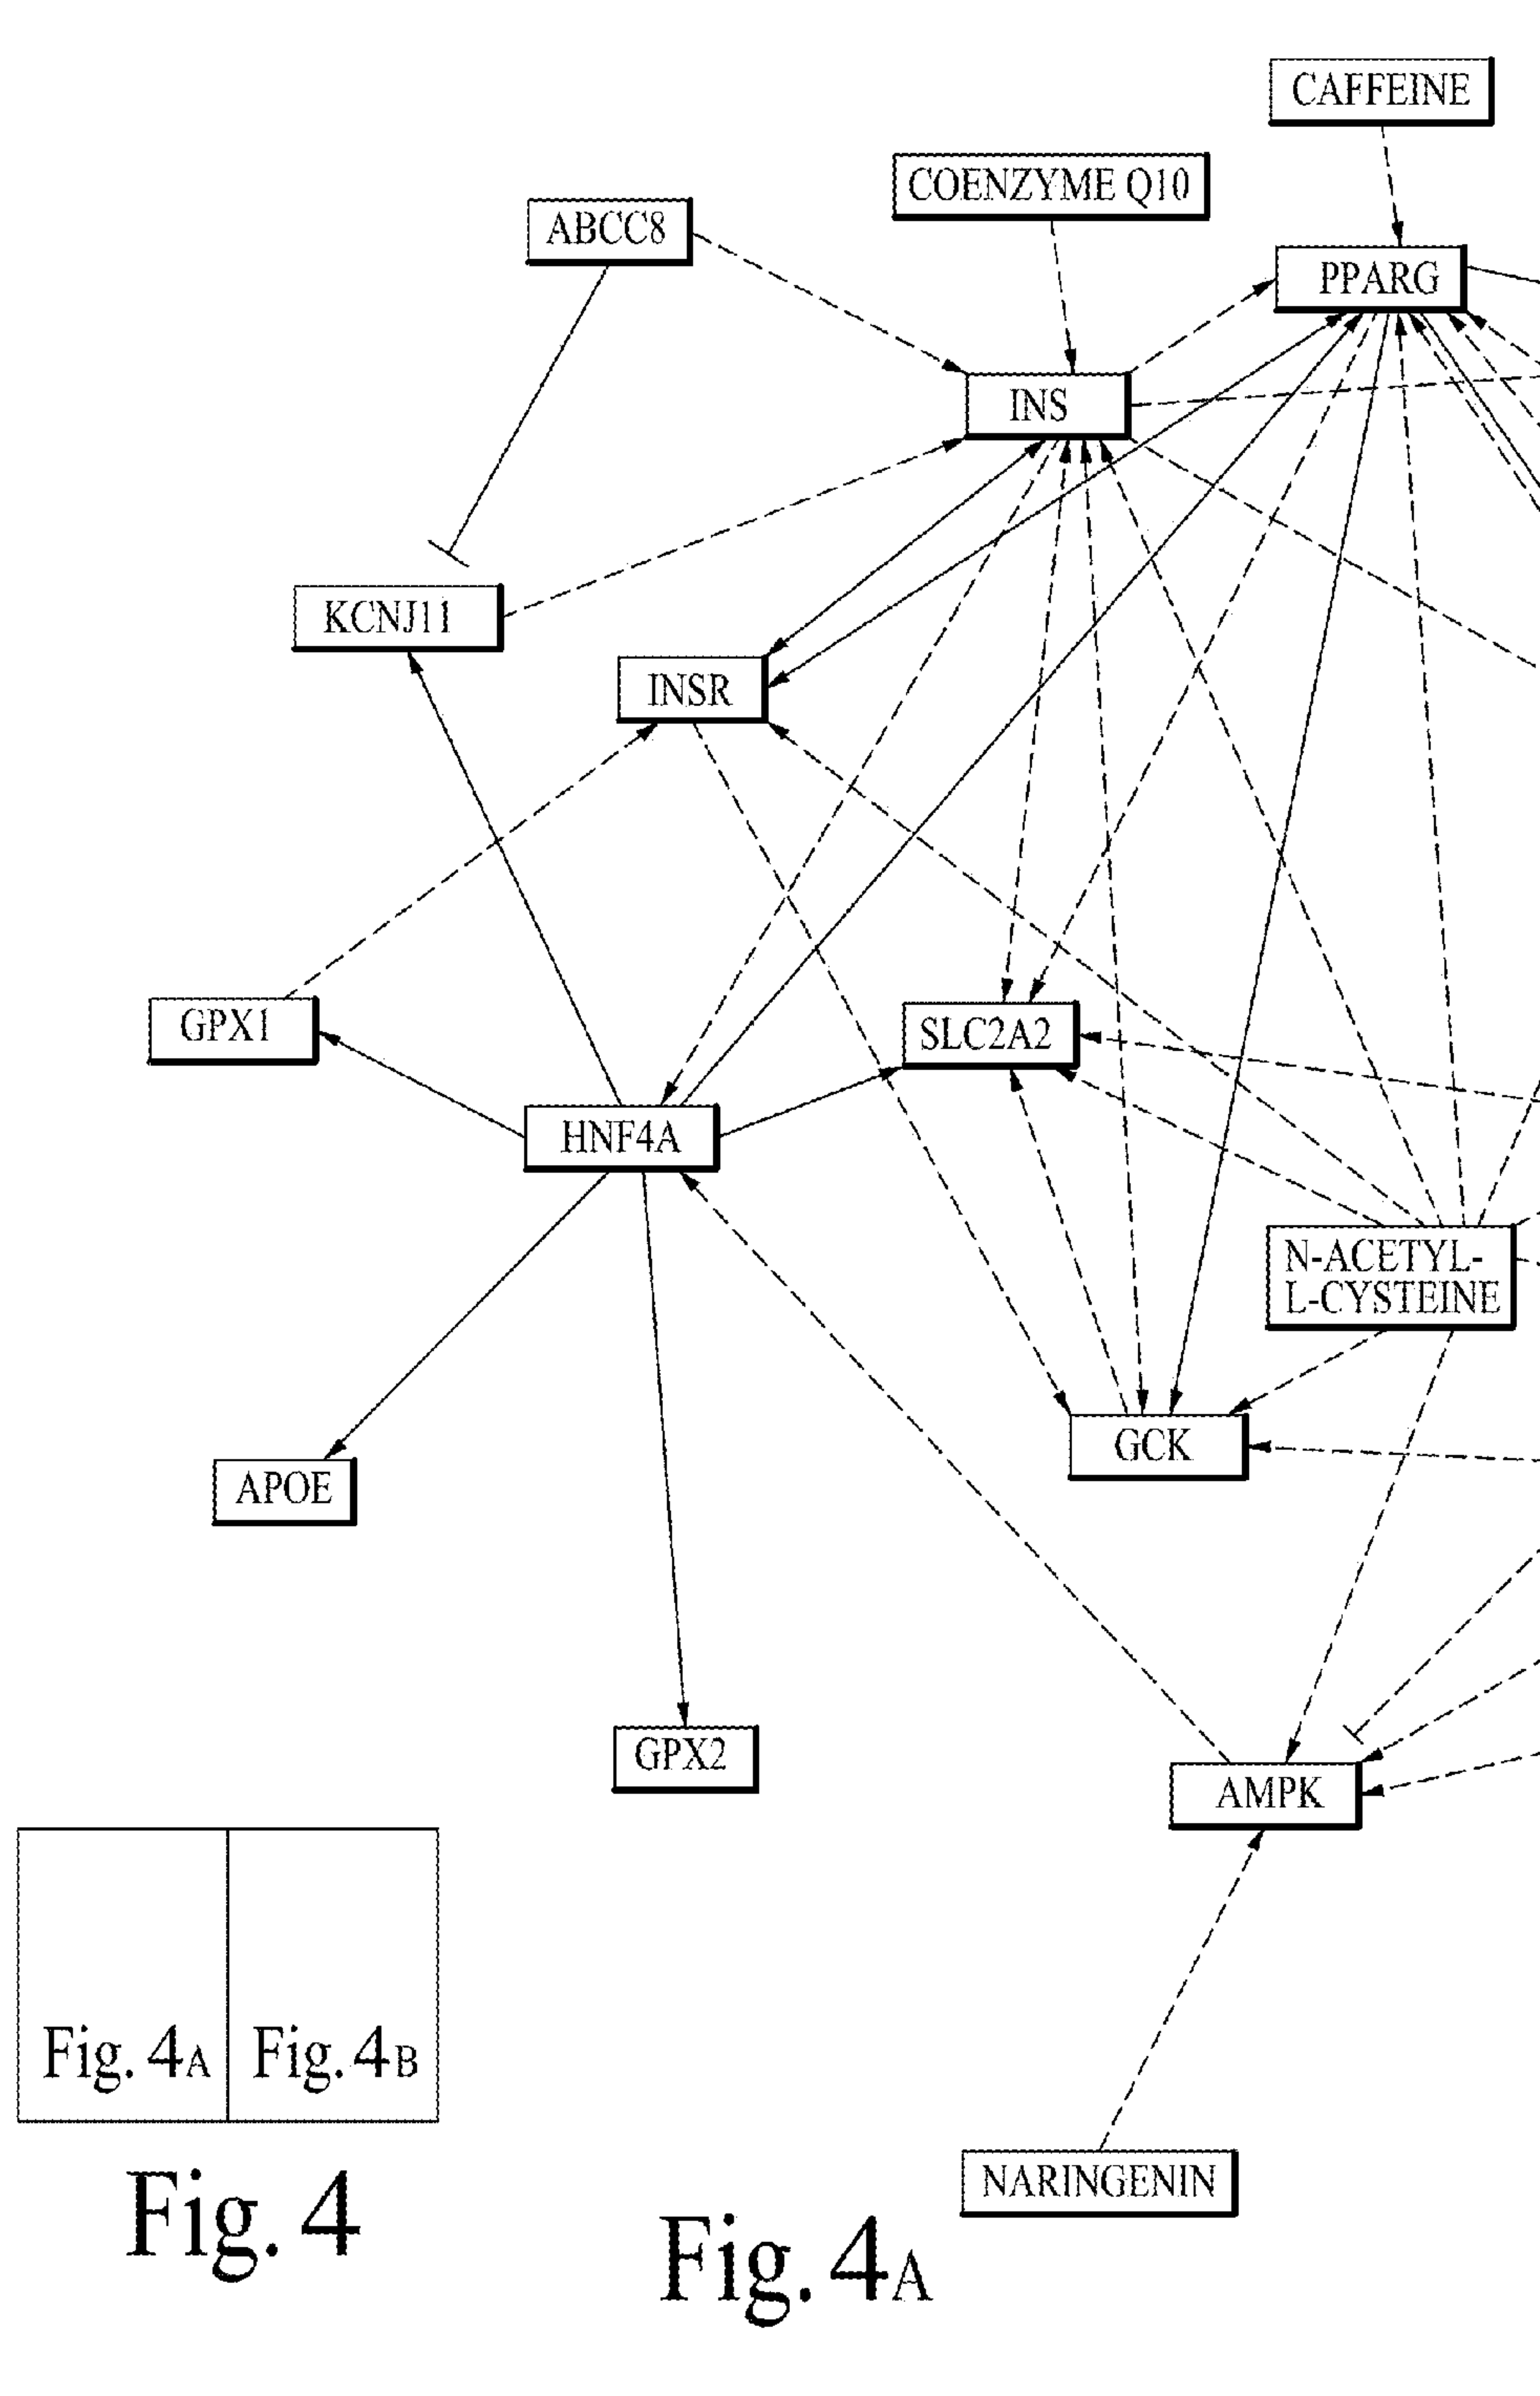 CAFFEINE
COENZYME Q10
ABCC8
PPARG
INS
KCNJ11
INSR
GPX1
SLC2A2
HNF4A
N-ACETYL-
L-CYSTEINE
GCK
APOE
GPX2
AMPK
Fig. 4A
Fig. 4B
NARINGENIN
Fig. 4
Fig. 4A